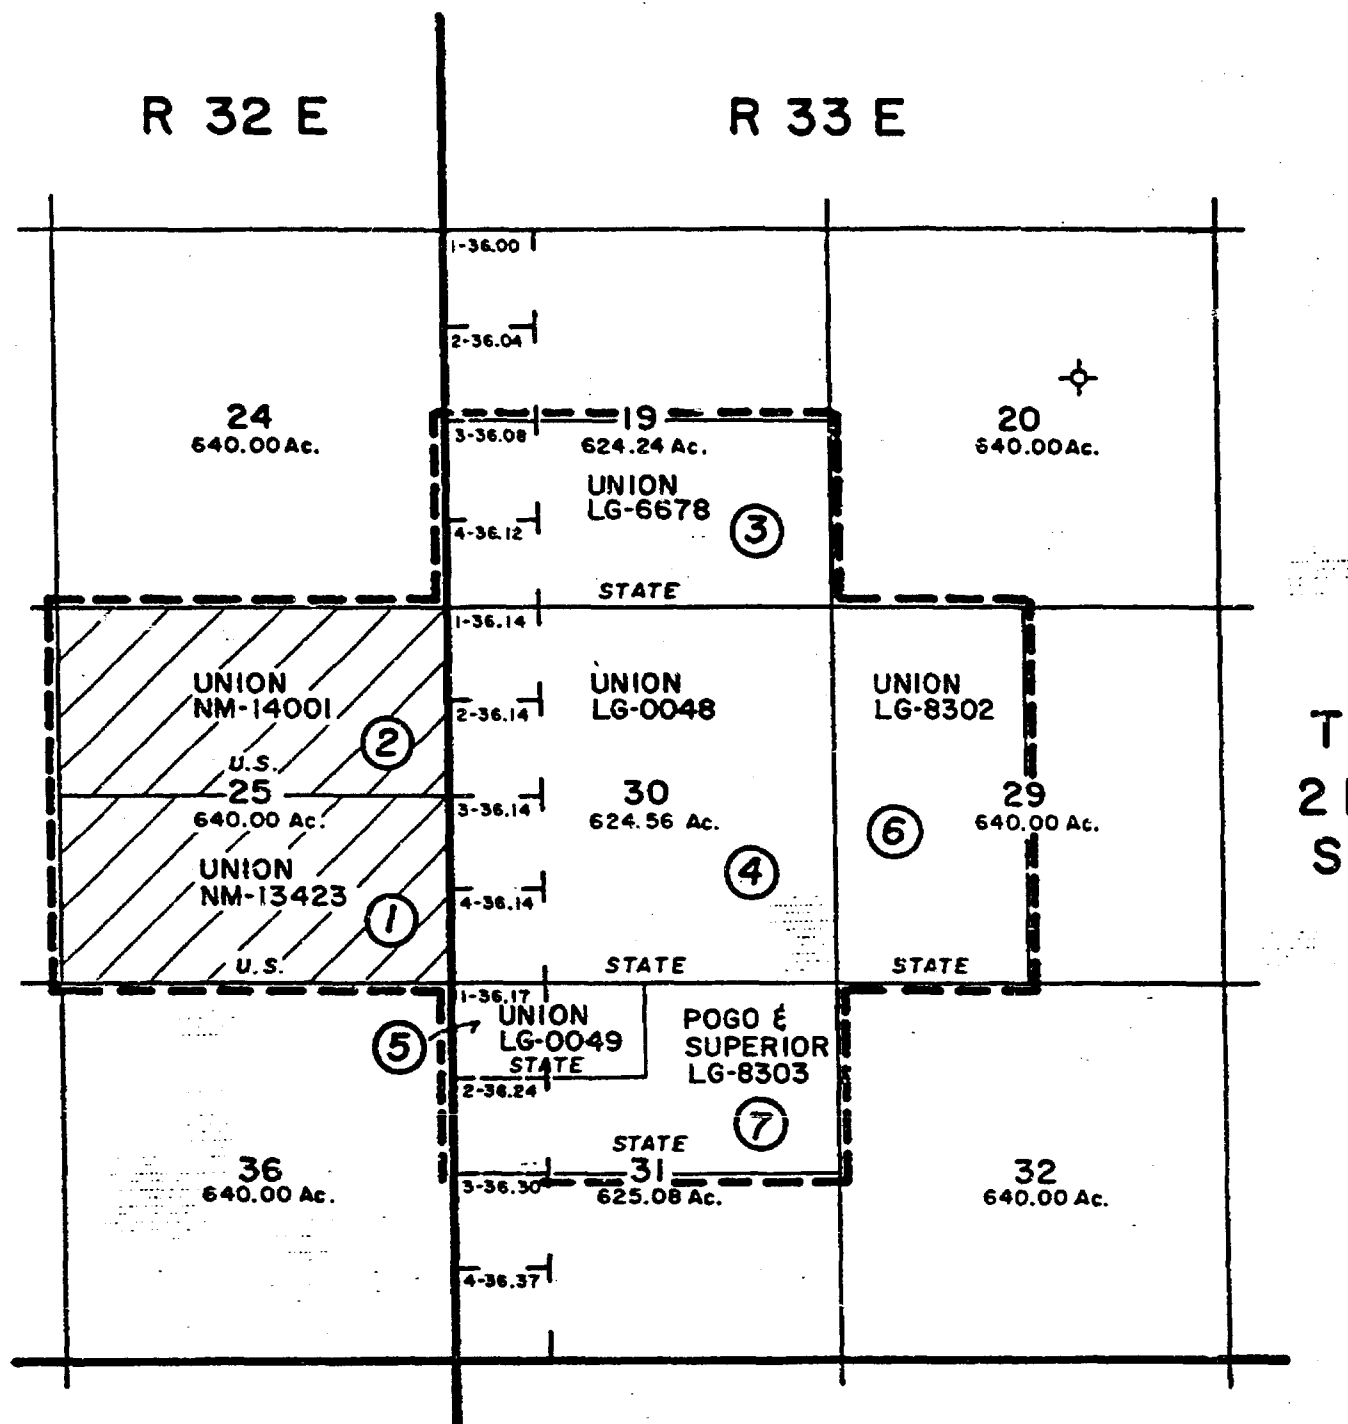 R 32 E
R 33 E
1-36.00
2-36.04
24
640.00 Ac.
3-36.08
19
624.24 Ac.
20
640.00 Ac.
UNION
LG-6678
3
4-36.12
STATE
1-36.14
UNION
NM-14001
2
U.S.
2-36.14
UNION
LG-0048
UNION
LG-8302
T
21
S
25
640.00 Ac.
3-36.14
30
624.56 Ac.
29
640.00 Ac.
6
UNION
NM-13423
1
U.S.
4-36.14
4
STATE
STATE
1-36.17
UNION
LG-0049
STATE
5
POGO &
SUPERIOR
LG-8303
2-36.24
7
STATE
36
640.00 Ac.
3-36.30
31
625.08 Ac.
32
640.00 Ac.
4-36.37